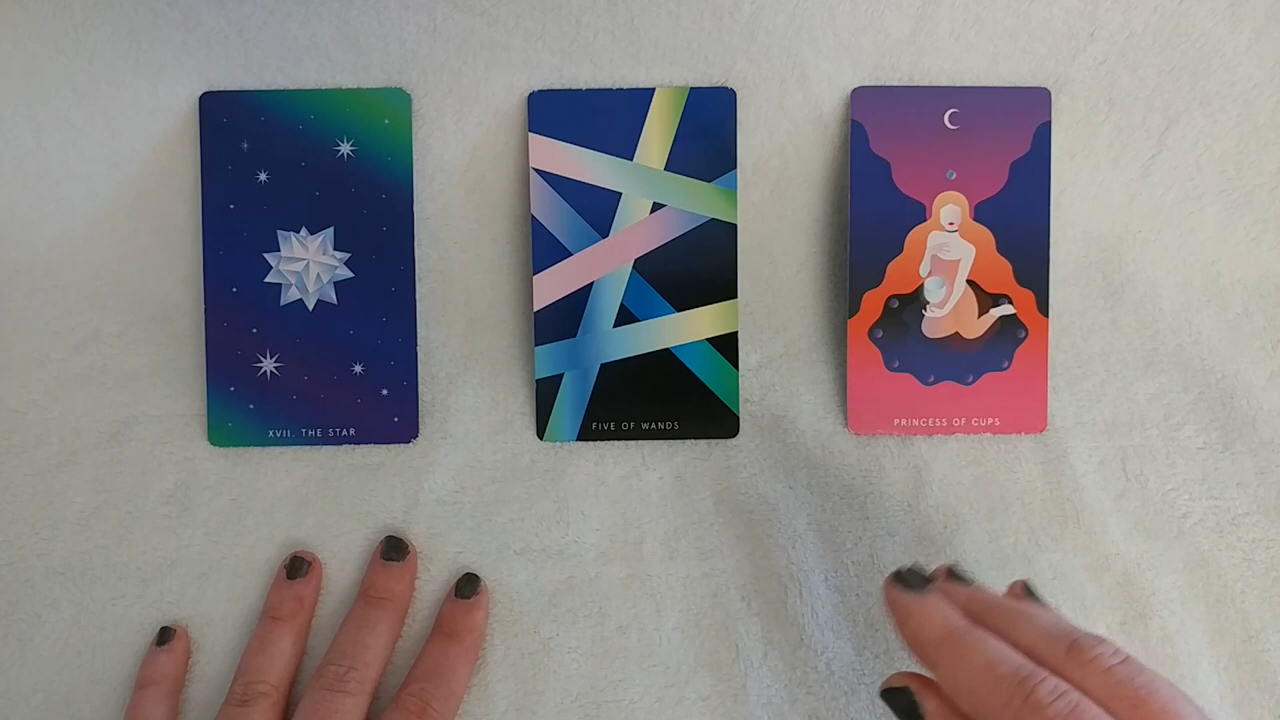 XVII. THE STAR
FIVE OF WANDS
PRINCESS OF CUPS